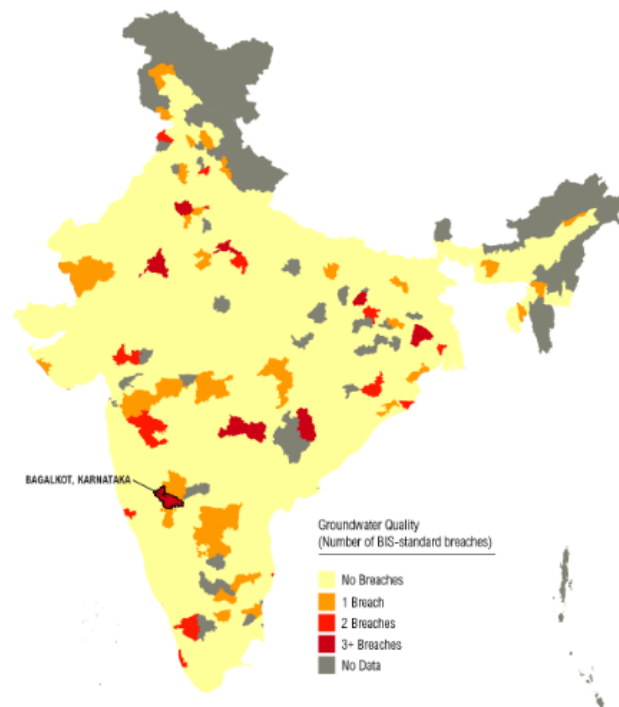 BAGALKOT, KARNATAKA
Groundwater Quality
(Number of BIS-standard breaches)
No Breaches
1 Breach
2 Breaches
3+ Breaches
No Data